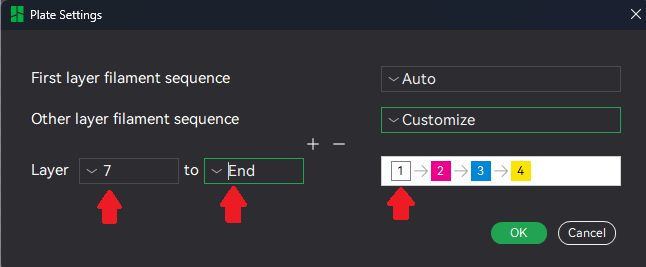 Plate Settings
First layer filament sequence Auto
Other layer filament sequence Customize
Layer 7 to End 1 2 3 4
OK Cancel